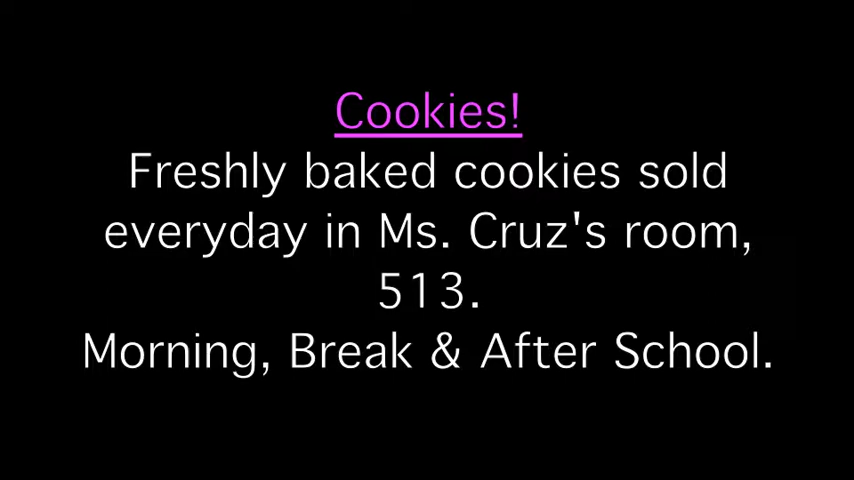 Cookies!
Freshly baked cookies sold
everyday in Ms. Cruz's room,
513.
Morning, Break & After School.